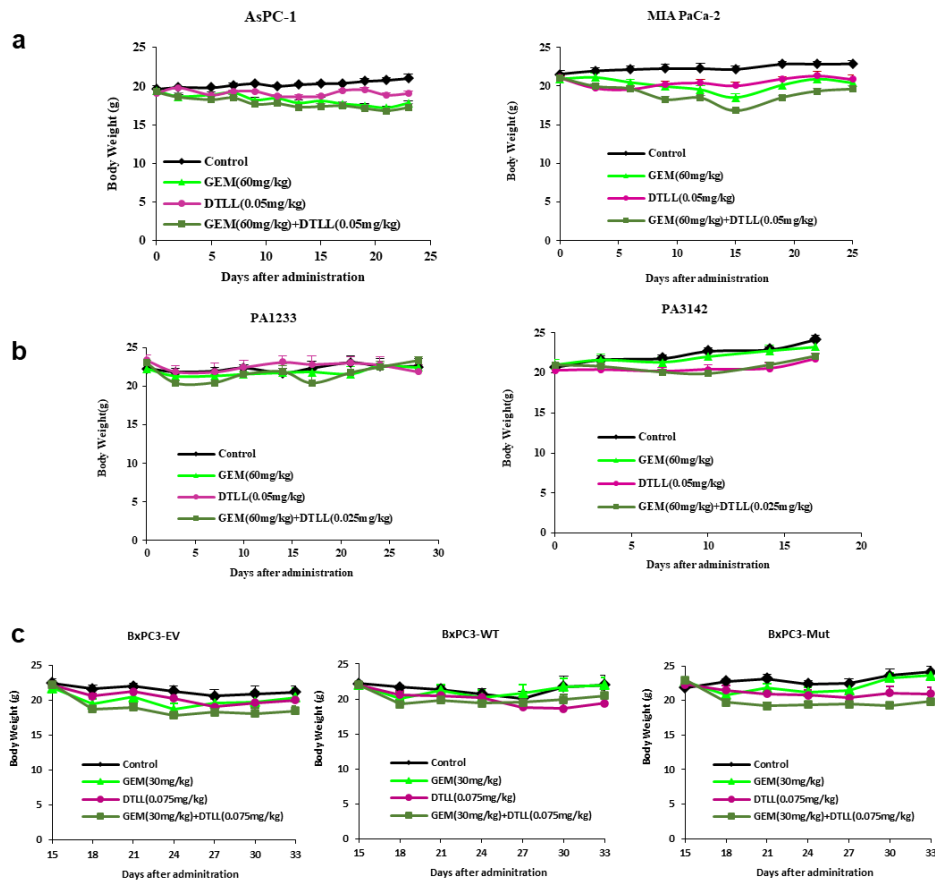 a
AsPC-1
MIA PaCa-2
Body Weight (g)
25
20
15
10
5
0
Control
GEM(60mg/kg)
DTLL(0.05mg/kg)
GEM(60mg/kg)+DTLL(0.05mg/kg)
0 5 10 15 20 25 30
Days after administration
Body Weight (g)
25
20
15
10
5
0
Control
GEM(60mg/kg)
DTLL(0.05mg/kg)
GEM(60mg/kg)+DTLL(0.05mg/kg)
0 5 10 15 20 25
Days after administration
b
PA1233
PA3142
Body Weight(g)
25
20
15
10
5
0
Control
GEM(60mg/kg)
DTLL(0.05mg/kg)
GEM(60mg/kg)+DTLL(0.025mg/kg)
0 5 10 15 20 25 30
Days after administration
Body Weight(g)
25
20
15
10
5
0
Control
GEM(60mg/kg)
DTLL(0.05mg/kg)
GEM(60mg/kg)+DTLL(0.025mg/kg)
0 5 10 15 20
Days after administration
c
BxPC3-EV
BxPC3-WT
BxPC3-Mut
Body Weight (g)
25
20
15
10
5
0
Control
GEM(30mg/kg)
DTLL(0.075mg/kg)
GEM(30mg/kg)+DTLL(0.075mg/kg)
15 18 21 24 27 30 33
Days after adminitration
Body Weight (g)
25
20
15
10
5
0
Control
GEM(30mg/kg)
DTLL(0.075mg/kg)
GEM(30mg/kg)+DTLL(0.075mg/kg)
15 18 21 24 27 30 33
Days after adminitration
Body Weight (g)
25
20
15
10
5
0
Control
GEM(30mg/kg)
DTLL(0.075mg/kg)
GEM(30mg/kg)+DTLL(0.075mg/kg)
15 18 21 24 27 30 33
Days after adminitration